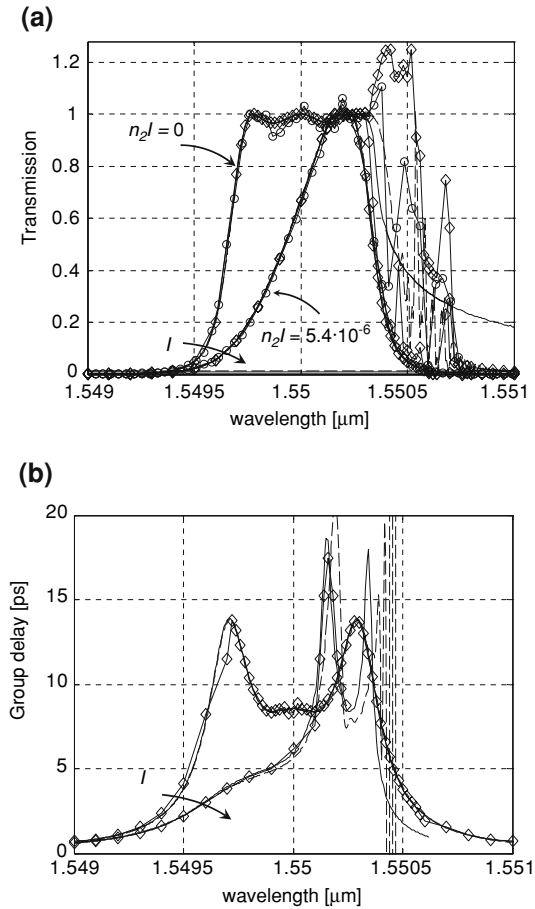 (a)
1.2
1
0.8
0.6
0.4
0.2
0
Transmission
n₂I = 0
n₂I = 5.4·10⁻⁶
I
1.549 1.5495 1.55 1.5505 1.551
wavelength [μm]
(b)
20
15
10
5
0
Group delay [ps]
I
1.549 1.5495 1.55 1.5505 1.551
wavelength [μm]